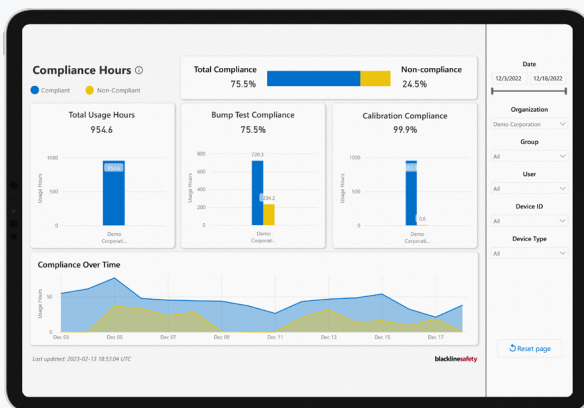 Compliance Hours
Compliant Non-Compliant
Total Compliance
75.5%
Non-compliance
24.5%
Total Usage Hours
954.6
Usage Hours
1000
500
0
Demo
Corporati...
Bump Test Compliance
75.5%
Usage Hours
800
600
400
200
0
720.3
234.2
Demo
Corporati...
Calibration Compliance
99.9%
Usage Hours
1000
500
0
0.6
Demo
Corporati...
Compliance Over Time
Usage Hours
50
0
Dec 03 Dec 05 Dec 07 Dec 09 Dec 11 Dec 13 Dec 15 Dec 17
Last updated: 2023-02-13 18:53:04 UTC
blacklinesafety
Date
12/3/2022 12/18/2022
Organization
Demo Corporation
Group
All
User
All
Device ID
All
Device Type
All
Reset page